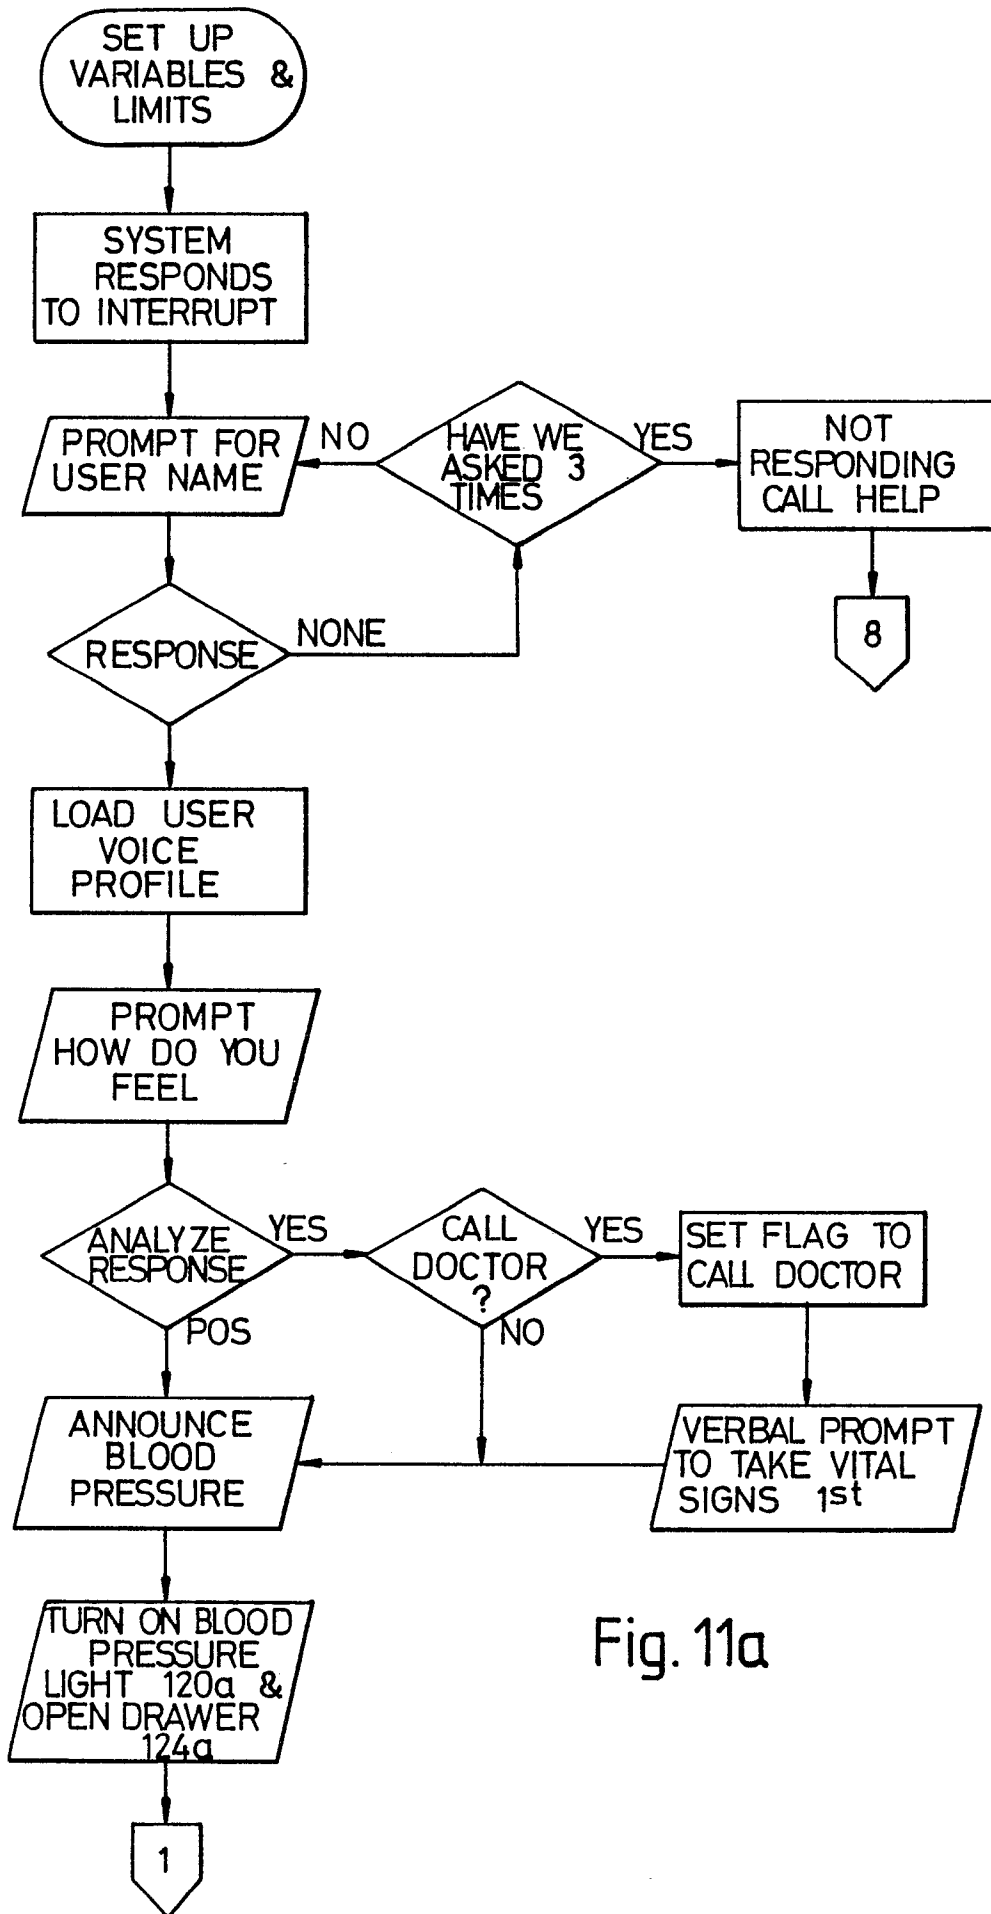 SET UP
VARIABLES &
LIMITS
SYSTEM
RESPONDS
TO INTERRUPT
PROMPT FOR
USER NAME
NO
HAVE WE
ASKED 3
TIMES
YES
NOT
RESPONDING
CALL HELP
8
RESPONSE
NONE
LOAD USER
VOICE
PROFILE
PROMPT
HOW DO YOU
FEEL
ANALYZE
RESPONSE
YES
POS
CALL
DOCTOR
?
YES
NO
SET FLAG TO
CALL DOCTOR
VERBAL PROMPT
TO TAKE VITAL
SIGNS 1st
ANNOUNCE
BLOOD
PRESSURE
TURN ON BLOOD
PRESSURE
LIGHT 120a &
OPEN DRAWER
124a
1
Fig. 11a